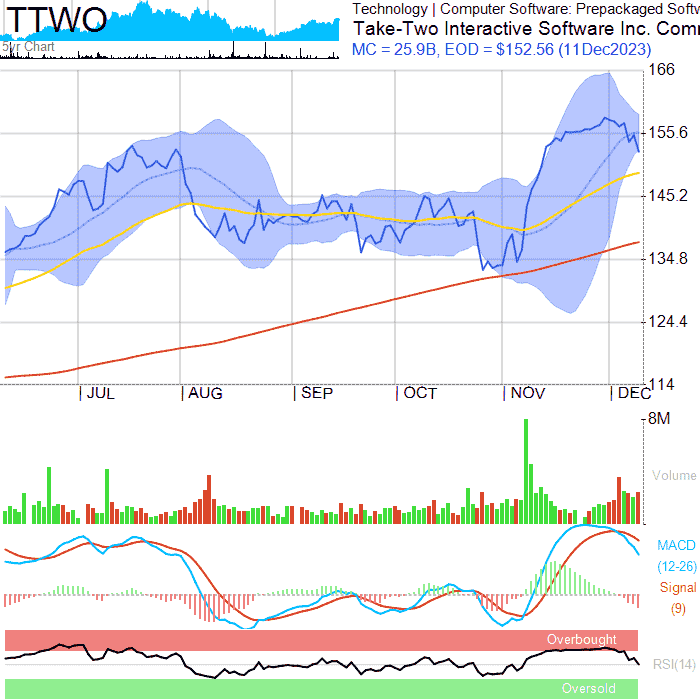 TTWO
5yr Chart
Technology | Computer Software: Prepackaged Softw
Take-Two Interactive Software Inc. Comm
MC = 25.9B, EOD = $152.56 (11Dec2023)
166
155.6
145.2
134.8
124.4
114
JUL AUG SEP OCT NOV DEC
8M
Volume
MACD
(12-26)
Signal
(9)
Overbought
RSI(14)
Oversold